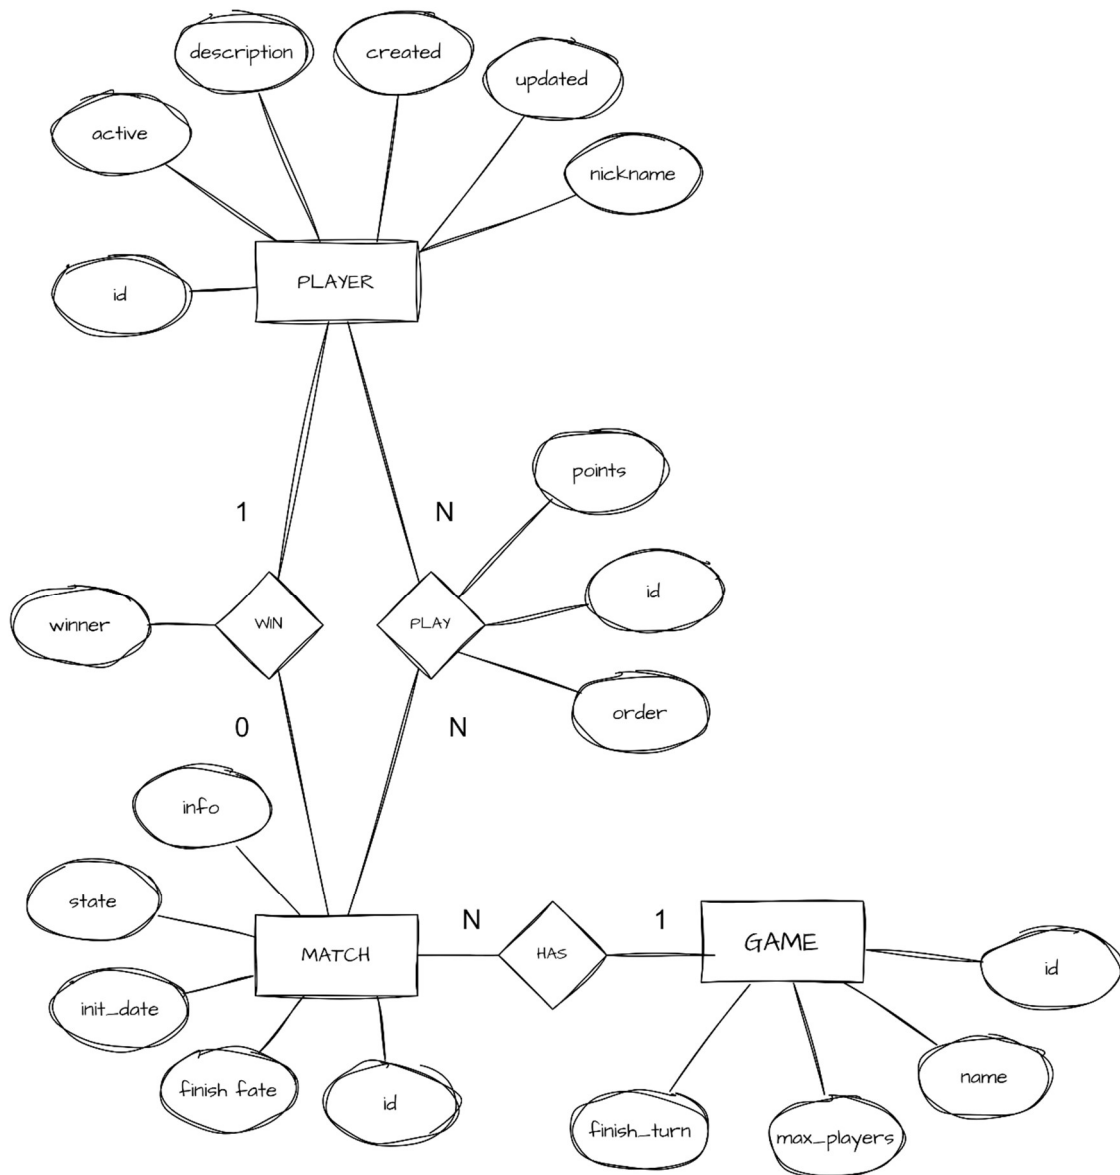 description
created
updated
active
nickname
PLAYER
id
points
1
N
id
winner
WIN
PLAY
order
0
N
info
state
N
1
MATCH
HAS
GAME
id
init_date
name
finish fate
id
finish_turn
max_players